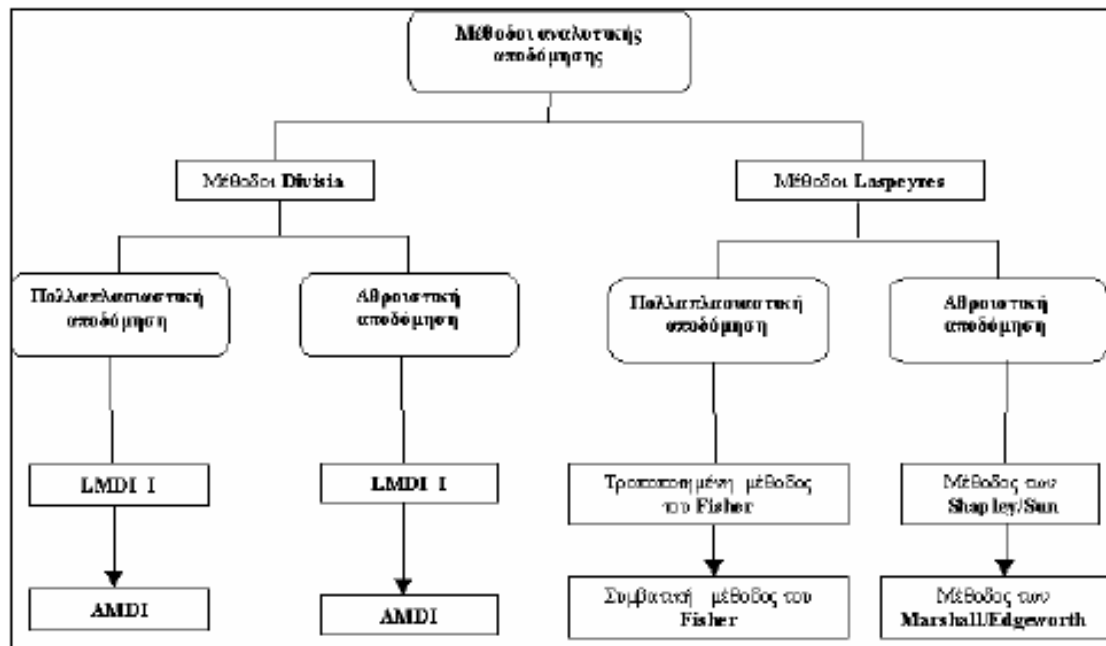 Μέθοδοι αναλυτικής
αποδόμησης
Μέθοδοι Divisia
Μέθοδοι Laspeyres
Πολλαπλασιαστική
αποδόμηση
Αθροιστική
αποδόμηση
Πολλαπλασιαστική
αποδόμηση
Αθροιστική
αποδόμηση
LMDI I
LMDI I
Τροποποιημένη μέθοδος
του Fisher
Μέθοδος των
Shapley/Sun
AMDI
AMDI
Συμβατική μέθοδος του
Fisher
Μέθοδος των
Marshall/Edgeworth